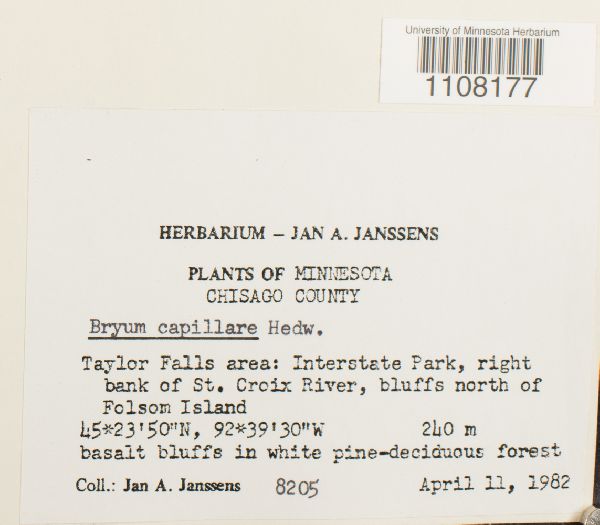 University of Minnesota Herbarium
1108177
HERBARIUM – JAN A. JANSSENS
PLANTS OF MINNESOTA
CHISAGO COUNTY
Bryum capillare Hedw.
Taylor Falls area: Interstate Park, right
bank of St. Croix River, bluffs north of
Folsom Island
45*23'50"N, 92*39'30"W 240 m
basalt bluffs in white pine-deciduous forest
Coll.: Jan A. Janssens 8205 April 11, 1982